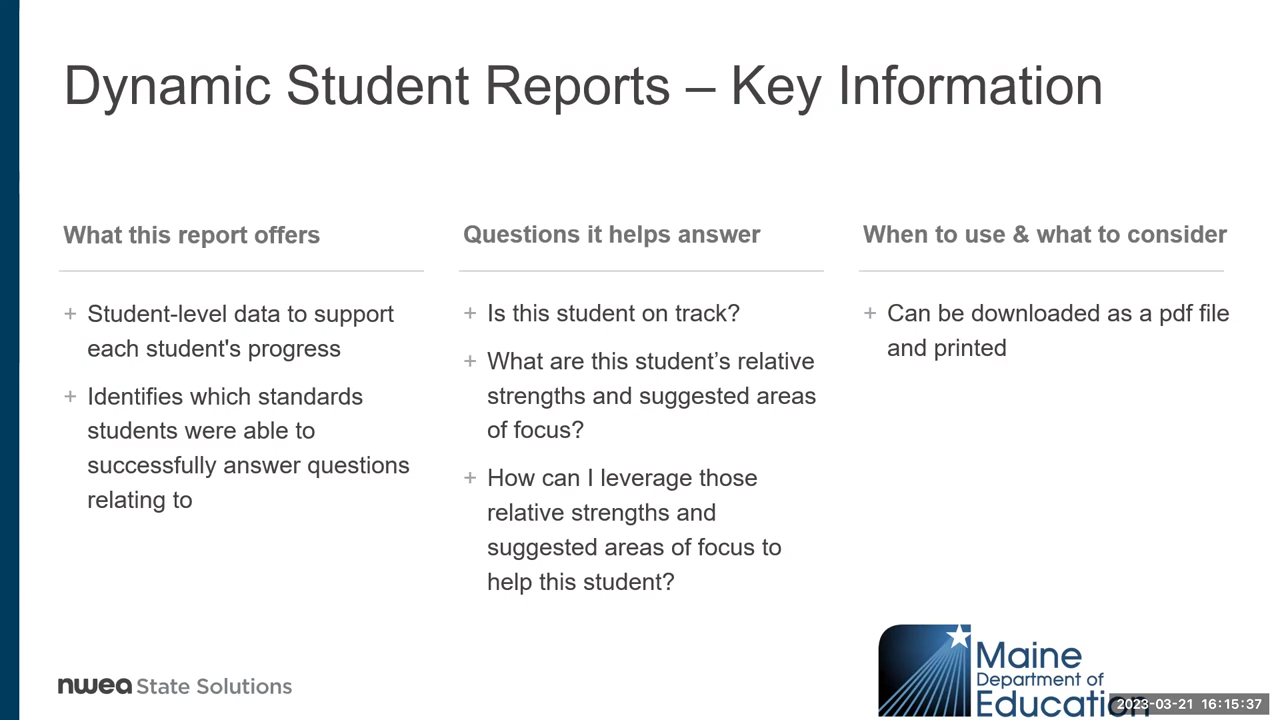 Dynamic Student Reports – Key Information
What this report offers
+ Student-level data to support
each student's progress
+ Identifies which standards
students were able to
successfully answer questions
relating to
Questions it helps answer
+ Is this student on track?
+ What are this student’s relative
strengths and suggested areas
of focus?
+ How can I leverage those
relative strengths and
suggested areas of focus to
help this student?
When to use & what to consider
+ Can be downloaded as a pdf file
and printed
nwea State Solutions
Maine
Department of
Education
2023-03-21 16:15:37